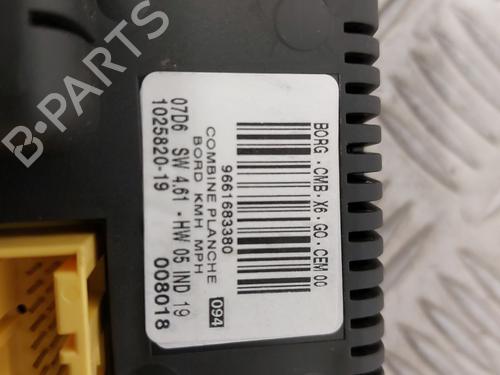 BORG . CMB . X6 . GO . CEM 00
9661683380
COMBINE PLANCHE 094
BORD KMH MPH
07D6 SW 4.61 - HW 05 IND 19
1025820-19 008018
B-PARTS